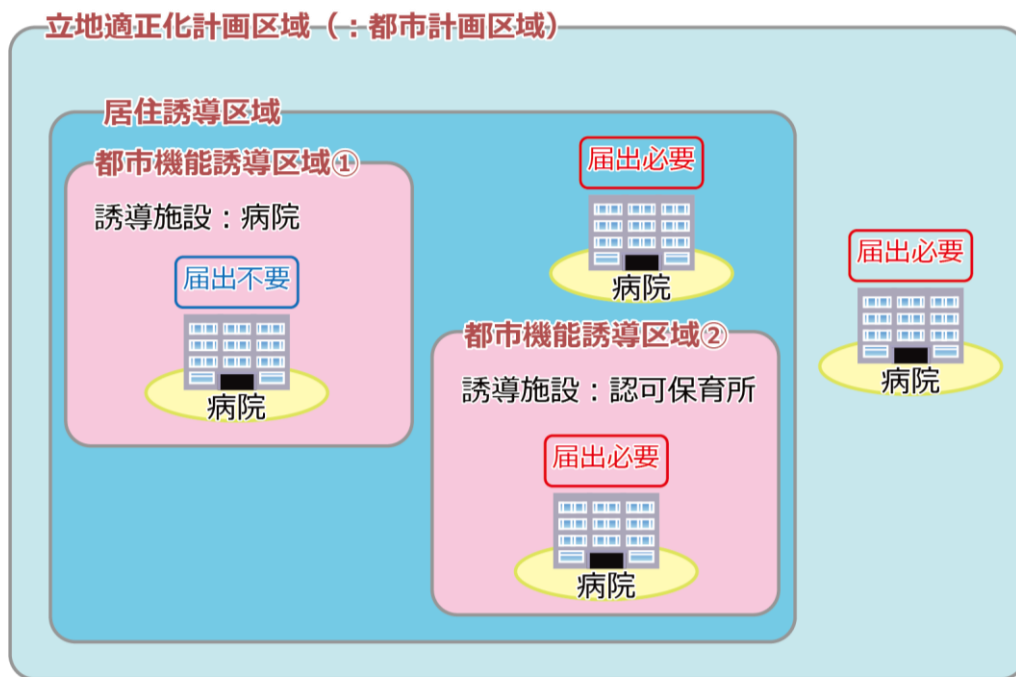 立地適正化計画区域（：都市計画区域）
居住誘導区域
都市機能誘導区域①
誘導施設：病院
届出不要
病院
届出必要
病院
届出必要
病院
都市機能誘導区域②
誘導施設：認可保育所
届出必要
病院